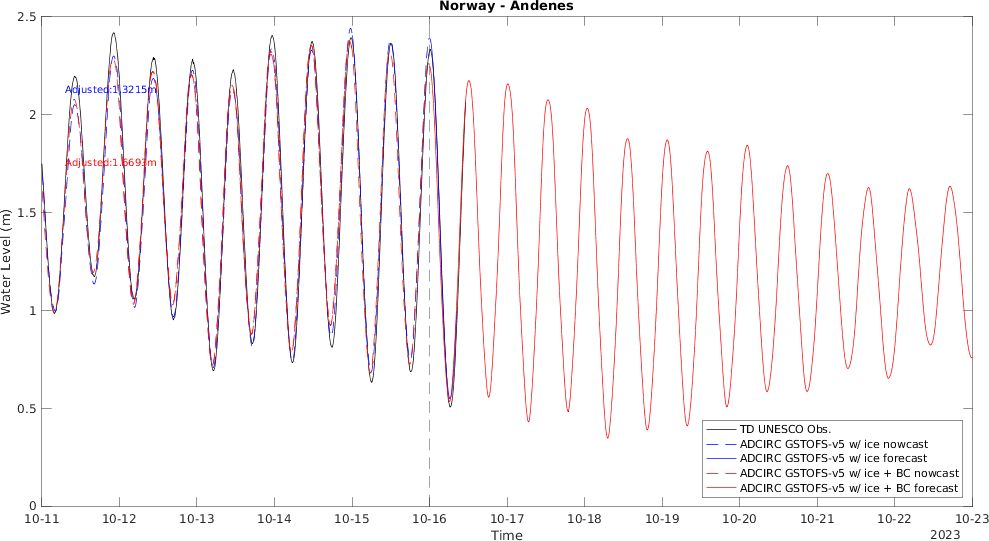 Norway - Andenes
2.5
2
1.5
1
0.5
0
Water Level (m)
Adjusted:1.3215m
Adjusted:1.6693m
TD UNESCO Obs.
ADCIRC GSTOFS-v5 w/ ice nowcast
ADCIRC GSTOFS-v5 w/ ice forecast
ADCIRC GSTOFS-v5 w/ ice + BC nowcast
ADCIRC GSTOFS-v5 w/ ice + BC forecast
10-11 10-12 10-13 10-14 10-15 10-16 10-17 10-18 10-19 10-20 10-21 10-22 10-23
Time
2023